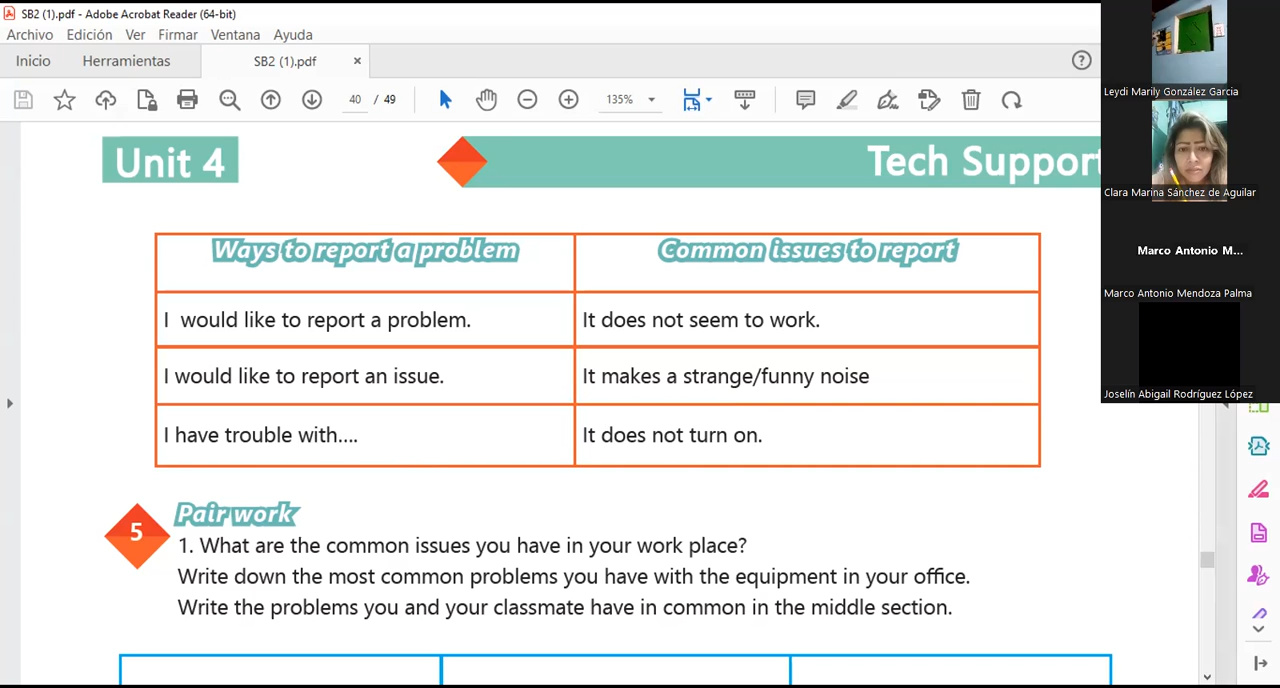 SB2 (1).pdf - Adobe Acrobat Reader (64-bit)
Archivo Edición Ver Firmar Ventana Ayuda
Inicio Herramientas SB2 (1).pdf ×
40 / 49 135%
Unit 4 Tech Support
Ways to report a problem Common issues to report
I would like to report a problem. It does not seem to work.
I would like to report an issue. It makes a strange/funny noise
I have trouble with.... It does not turn on.
5 Pair work
1. What are the common issues you have in your work place?
Write down the most common problems you have with the equipment in your office.
Write the problems you and your classmate have in common in the middle section.
Leydi Marily González Garcia
Clara Marina Sánchez de Aguilar
Marco Antonio M...
Marco Antonio Mendoza Palma
Joselín Abigail Rodríguez López